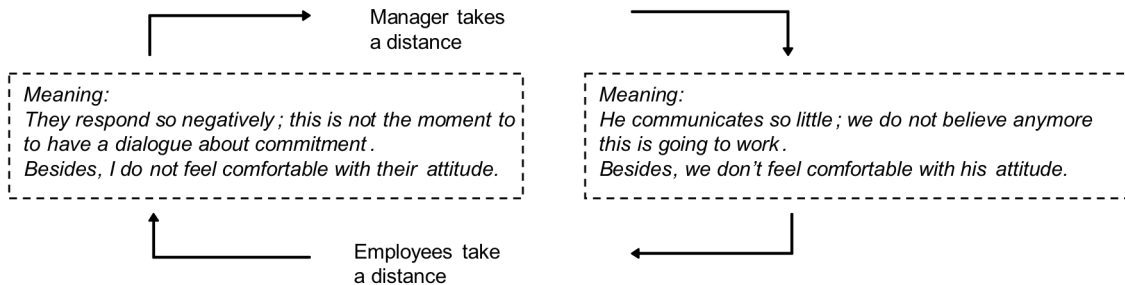 Manager takes
a distance
Meaning:
They respond so negatively; this is not the moment to
to have a dialogue about commitment.
Besides, I do not feel comfortable with their attitude.
Meaning:
He communicates so little; we do not believe anymore
this is going to work.
Besides, we don't feel comfortable with his attitude.
Employees take
a distance